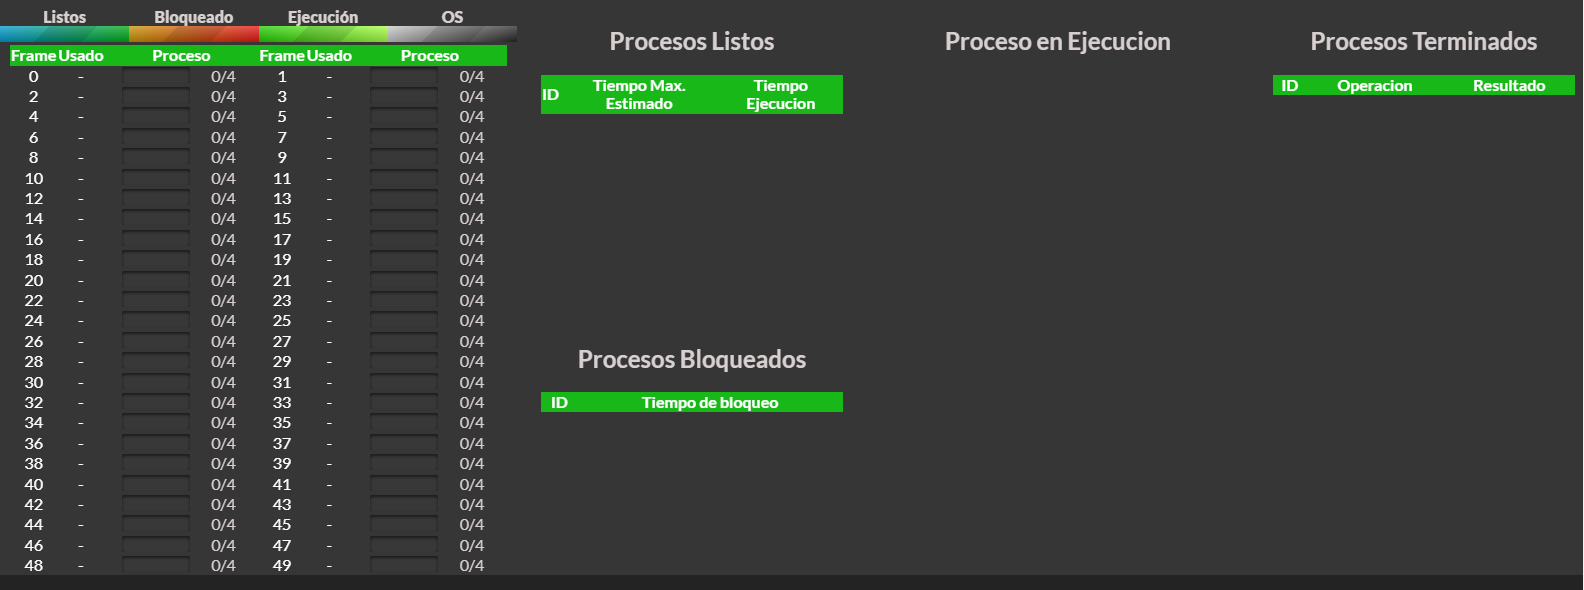 Listos Bloqueado Ejecución OS
Frame Usado Proceso Frame Usado Proceso
0 - 0/4 1 - 0/4
2 - 0/4 3 - 0/4
4 - 0/4 5 - 0/4
6 - 0/4 7 - 0/4
8 - 0/4 9 - 0/4
10 - 0/4 11 - 0/4
12 - 0/4 13 - 0/4
14 - 0/4 15 - 0/4
16 - 0/4 17 - 0/4
18 - 0/4 19 - 0/4
20 - 0/4 21 - 0/4
22 - 0/4 23 - 0/4
24 - 0/4 25 - 0/4
26 - 0/4 27 - 0/4
28 - 0/4 29 - 0/4
30 - 0/4 31 - 0/4
32 - 0/4 33 - 0/4
34 - 0/4 35 - 0/4
36 - 0/4 37 - 0/4
38 - 0/4 39 - 0/4
40 - 0/4 41 - 0/4
42 - 0/4 43 - 0/4
44 - 0/4 45 - 0/4
46 - 0/4 47 - 0/4
48 - 0/4 49 - 0/4
Procesos Listos
ID Tiempo Max. Estimado Tiempo Ejecucion
Procesos Bloqueados
ID Tiempo de bloqueo
Proceso en Ejecucion
Procesos Terminados
ID Operacion Resultado